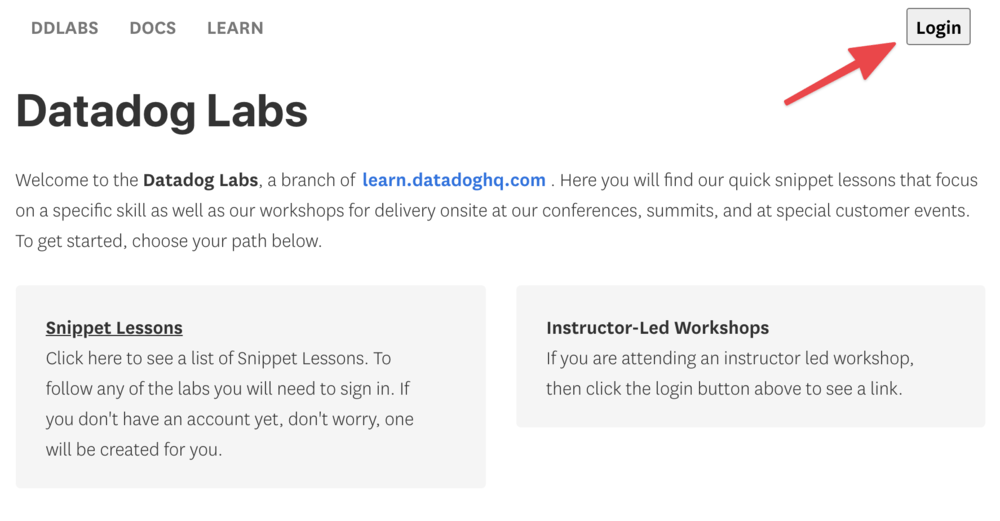 DDLABS DOCS LEARN Login
Datadog Labs
Welcome to the Datadog Labs, a branch of learn.datadoghq.com . Here you will find our quick snippet lessons that focus
on a specific skill as well as our workshops for delivery onsite at our conferences, summits, and at special customer events.
To get started, choose your path below.
Snippet Lessons
Click here to see a list of Snippet Lessons. To
follow any of the labs you will need to sign in. If
you don't have an account yet, don't worry, one
will be created for you.
Instructor-Led Workshops
If you are attending an instructor led workshop,
then click the login button above to see a link.